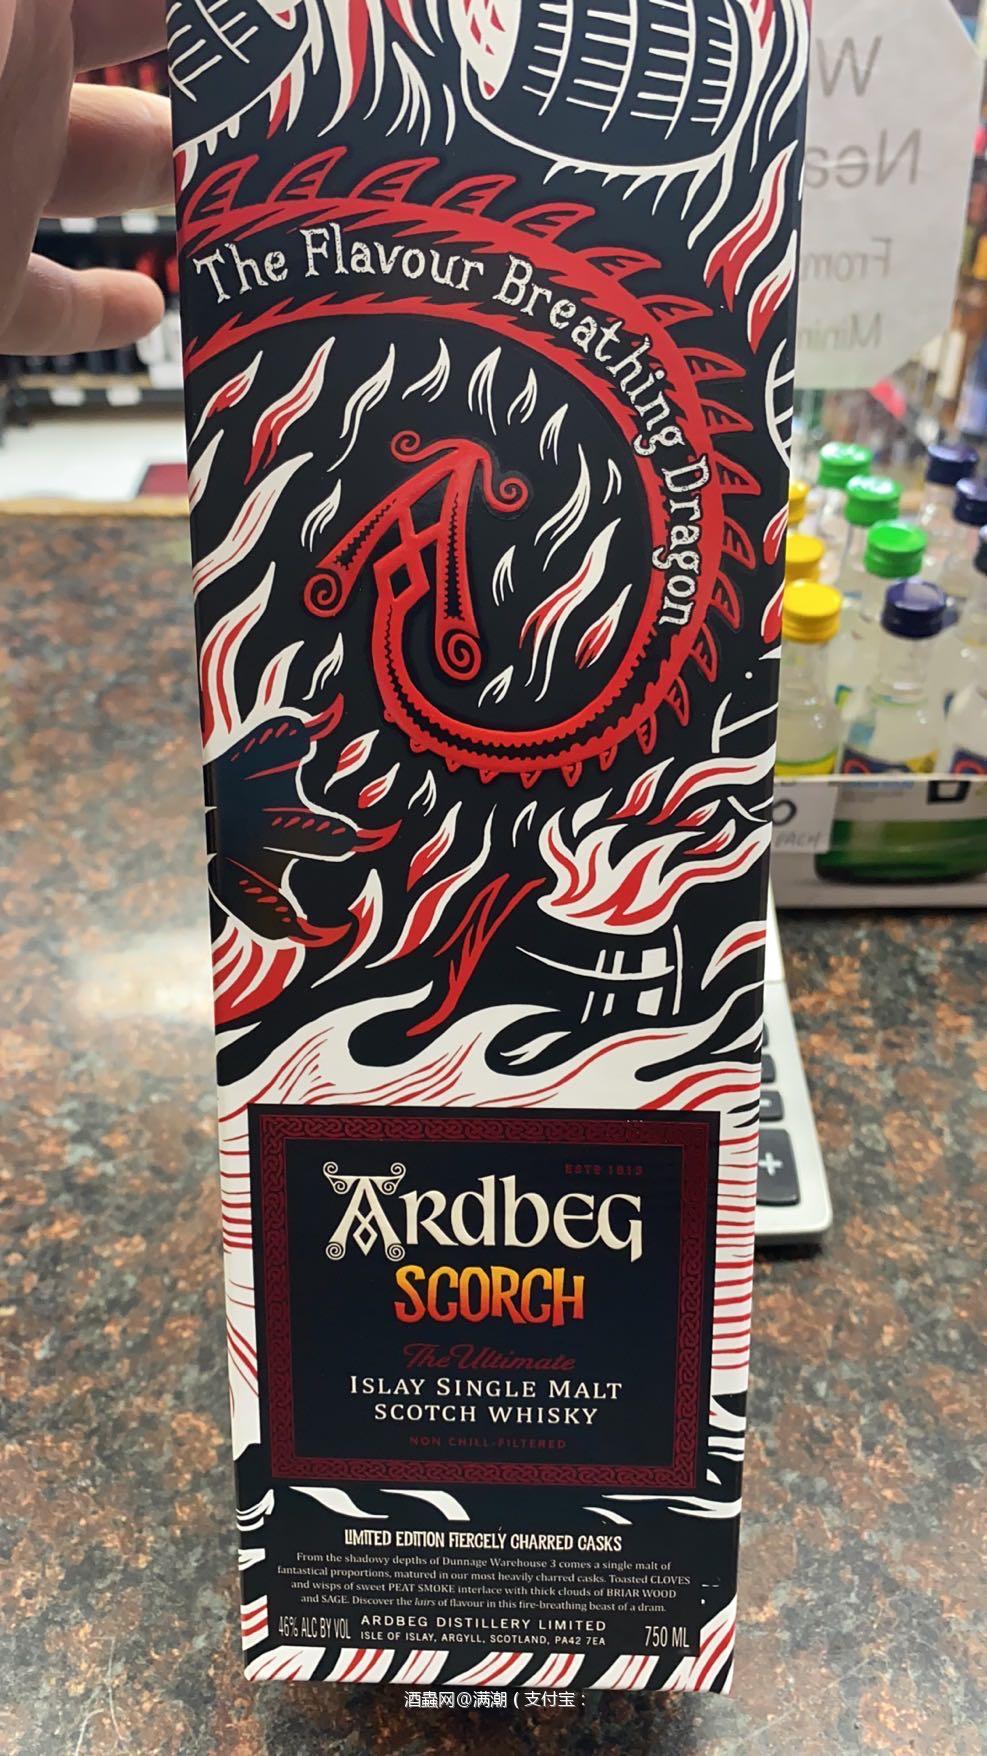 The Flavour Breathing Dragon
W
Nea
From
Minim
EACH
+
ESTD 1815
ARdbEG
SCORCH
The Ultimate
ISLAY SINGLE MALT
SCOTCH WHISKY
NON CHILL-FILTERED
LIMITED EDITION FIERCELY CHARRED CASKS
From the shadowy depths of Dunnage Warehouse 3 comes a single malt of
fantastical proportions, matured in our most heavily charred casks. Toasted CLOVES
and wisps of sweet PEAT SMOKE interlace with thick clouds of BRIAR WOOD
and SAGE. Discover the lairs of flavour in this fire-breathing beast of a dram.
46% ALC BY VOL
ARDBEG DISTILLERY LIMITED
ISLE OF ISLAY, ARGYLL, SCOTLAND, PA42 7EA
750 ML
酒蟲网@满潮（支付宝：